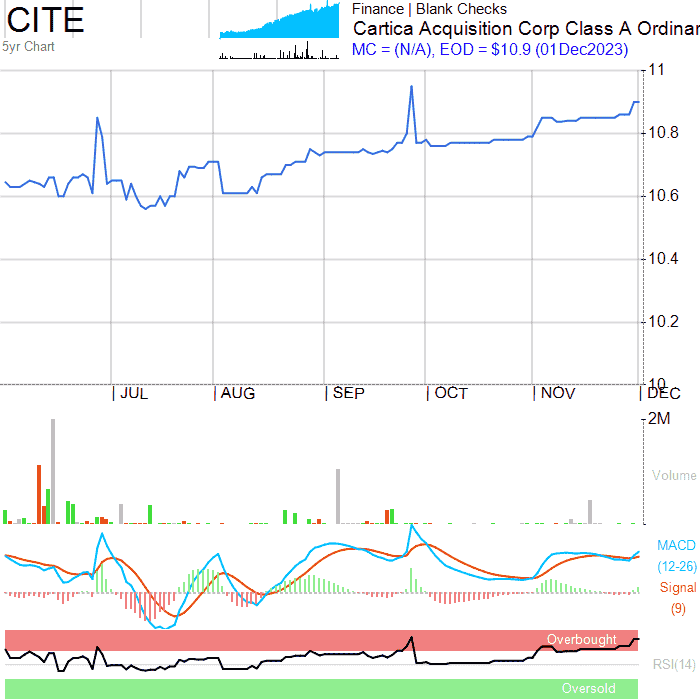 CITE
5yr Chart
Finance | Blank Checks
Cartica Acquisition Corp Class A Ordinar
MC = (N/A), EOD = $10.9 (01Dec2023)
11
10.8
10.6
10.4
10.2
10
JUL AUG SEP OCT NOV DEC
2M
Volume
MACD
(12-26)
Signal
(9)
Overbought
RSI(14)
Oversold